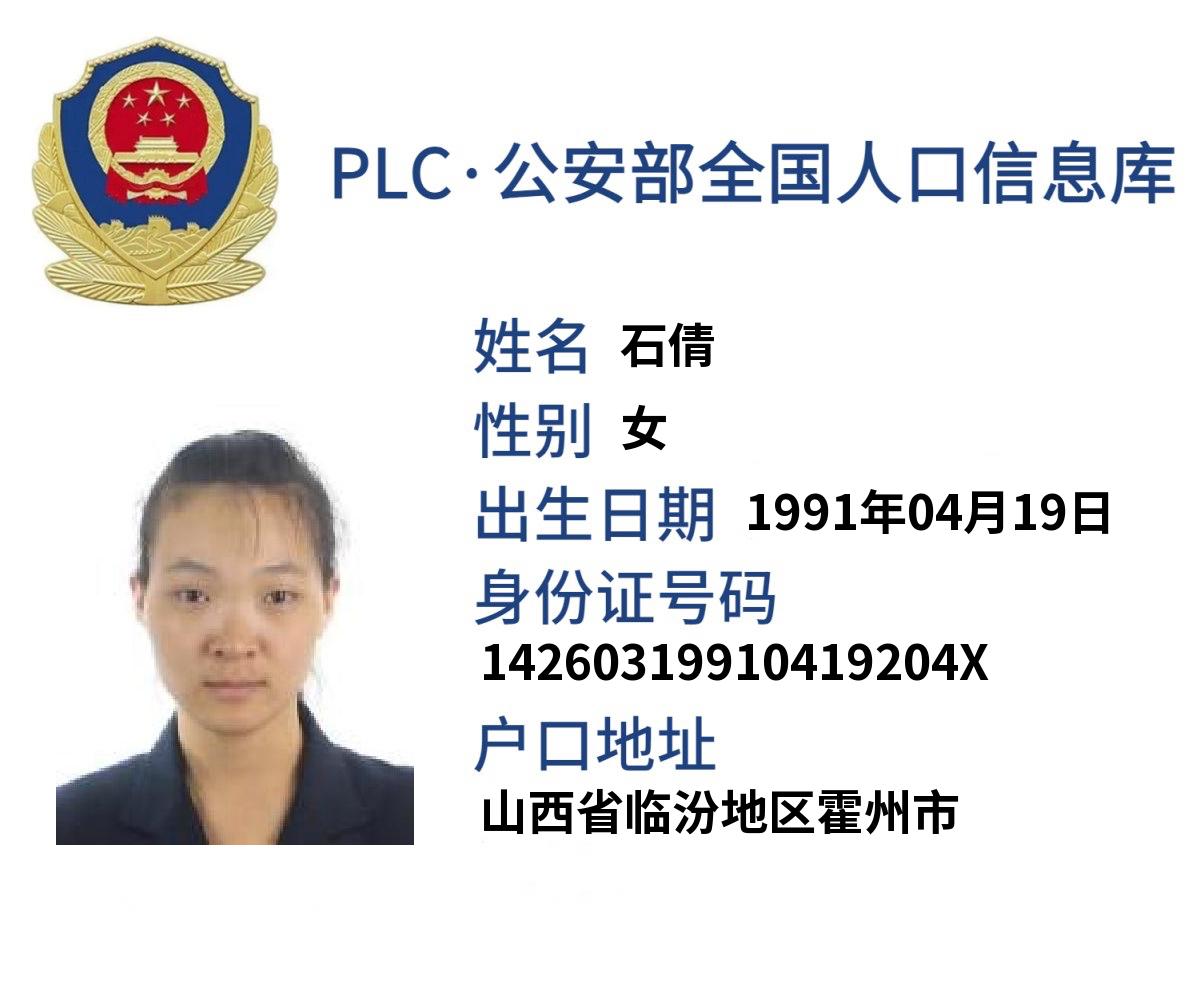 PLC·公安部全国人口信息库
姓名 石倩
性别 女
出生日期 1991年04月19日
身份证号码
14260319910419204X
户口地址
山西省临汾地区霍州市